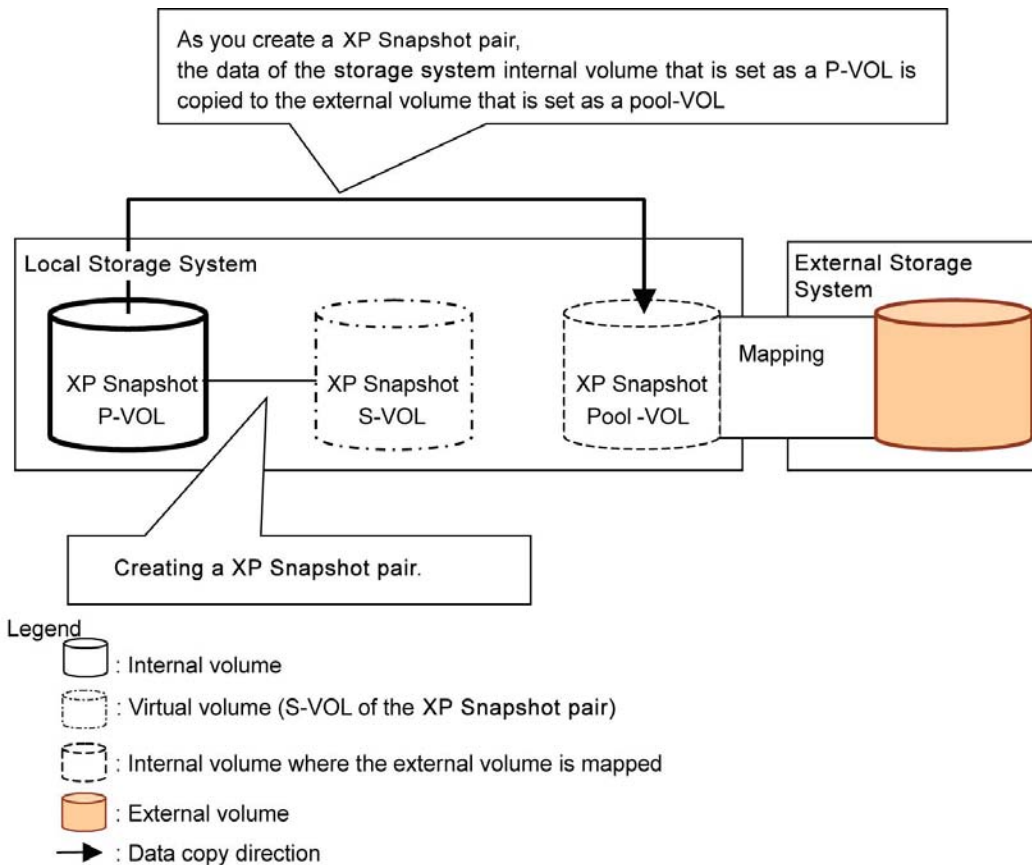 As you create a XP Snapshot pair,
the data of the storage system internal volume that is set as a P-VOL is
copied to the external volume that is set as a pool-VOL
Local Storage System
External Storage
System
XP Snapshot
P-VOL
XP Snapshot
S-VOL
XP Snapshot
Pool -VOL
Mapping
Creating a XP Snapshot pair.
Legend
: Internal volume
: Virtual volume (S-VOL of the XP Snapshot pair)
: Internal volume where the external volume is mapped
: External volume
: Data copy direction